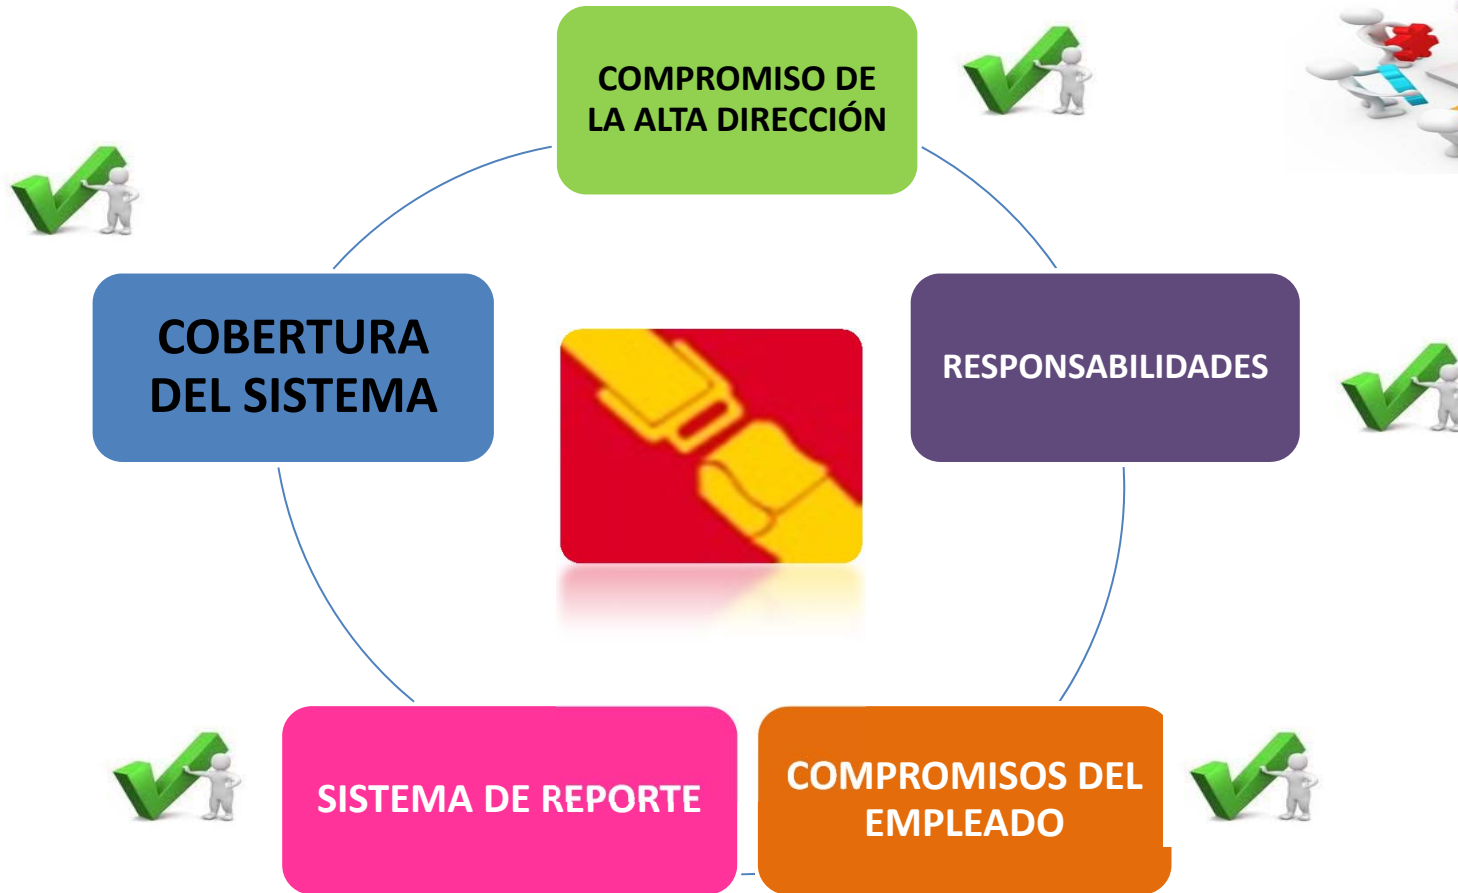 COMPROMISO DE
LA ALTA DIRECCIÓN
RESPONSABILIDADES
COMPROMISOS DEL
EMPLEADO
SISTEMA DE REPORTE
COBERTURA
DEL SISTEMA